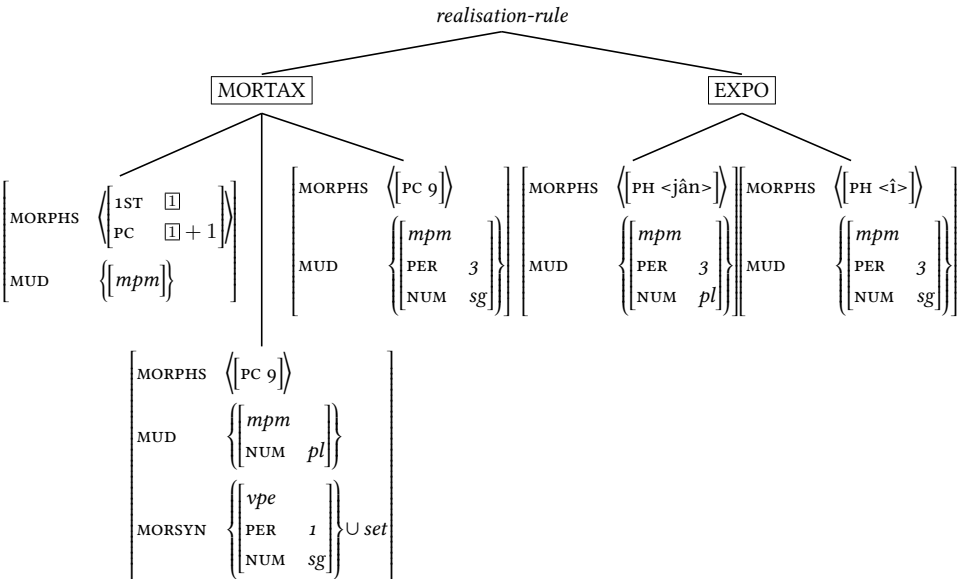 realisation-rule
MORTAX EXPO
MORPHS ⟨[1ST [1] PC [1] + 1]⟩
MUD {[mpm]}
MORPHS ⟨[PC 9]⟩
MUD {[mpm PER 3 NUM sg]}
MORPHS ⟨[PH <jân>]⟩
MUD {[mpm PER 3 NUM pl]}
MORPHS ⟨[PH <î>]⟩
MUD {[mpm PER 3 NUM sg]}
MORPHS ⟨[PC 9]⟩
MUD {[mpm NUM pl]}
MORSYN {[vpe PER 1 NUM sg]} ∪ set